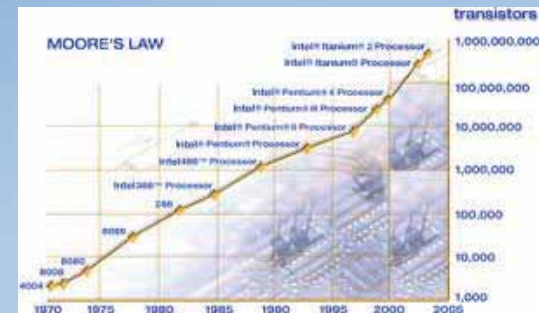 transistors
MOORE'S LAW
Intel® Itanium® 2 Processor
1,000,000,000
Intel® Itanium® Processor
Intel® Pentium® 4 Processor
100,000,000
Intel® Pentium® III Processor
Intel® Pentium® II Processor
10,000,000
Intel® Pentium® Processor
Intel486™ Processor
1,000,000
Intel386™ Processor
286
100,000
8086
8080
10,000
8008
4004
1,000
1970 1975 1980 1985 1990 1995 2000 2005